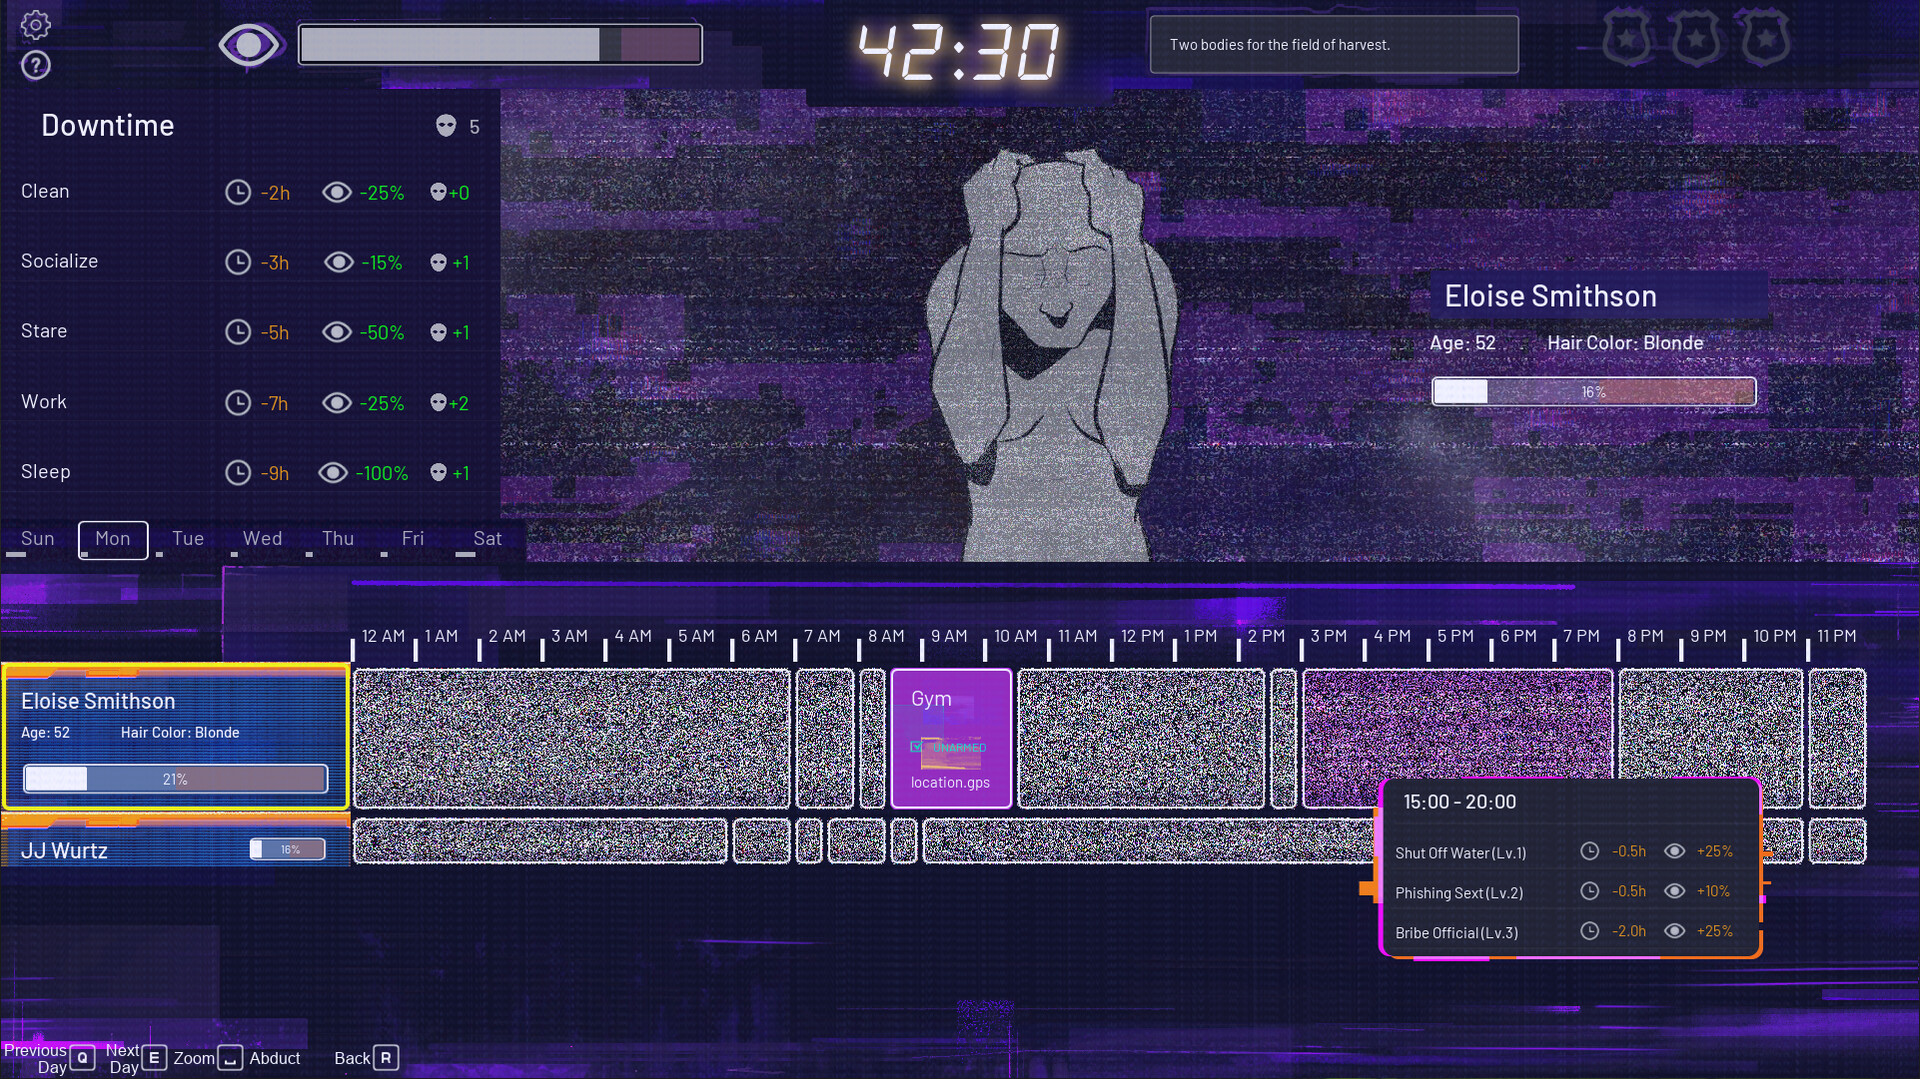 42:30
Two bodies for the field of harvest.
Downtime 5
Clean -2h -25% +0
Socialize -3h -15% +1
Stare -5h -50% +1
Work -7h -25% +2
Sleep -9h -100% +1
Eloise Smithson
Age: 52 Hair Color: Blonde
16%
Sun Mon Tue Wed Thu Fri Sat
12 AM 1 AM 2 AM 3 AM 4 AM 5 AM 6 AM 7 AM 8 AM 9 AM 10 AM 11 AM 12 PM 1 PM 2 PM 3 PM 4 PM 5 PM 6 PM 7 PM 8 PM 9 PM 10 PM 11 PM
Eloise Smithson
Age: 52 Hair Color: Blonde
21%
Gym
UNARMED
location.gps
JJ Wurtz 16%
15:00 - 20:00
Shut Off Water (Lv.1) -0.5h +25%
Phishing Sext (Lv.2) -0.5h +10%
Bribe Official (Lv.3) -2.0h +25%
Previous Day Q Next Day E Zoom Abduct Back R